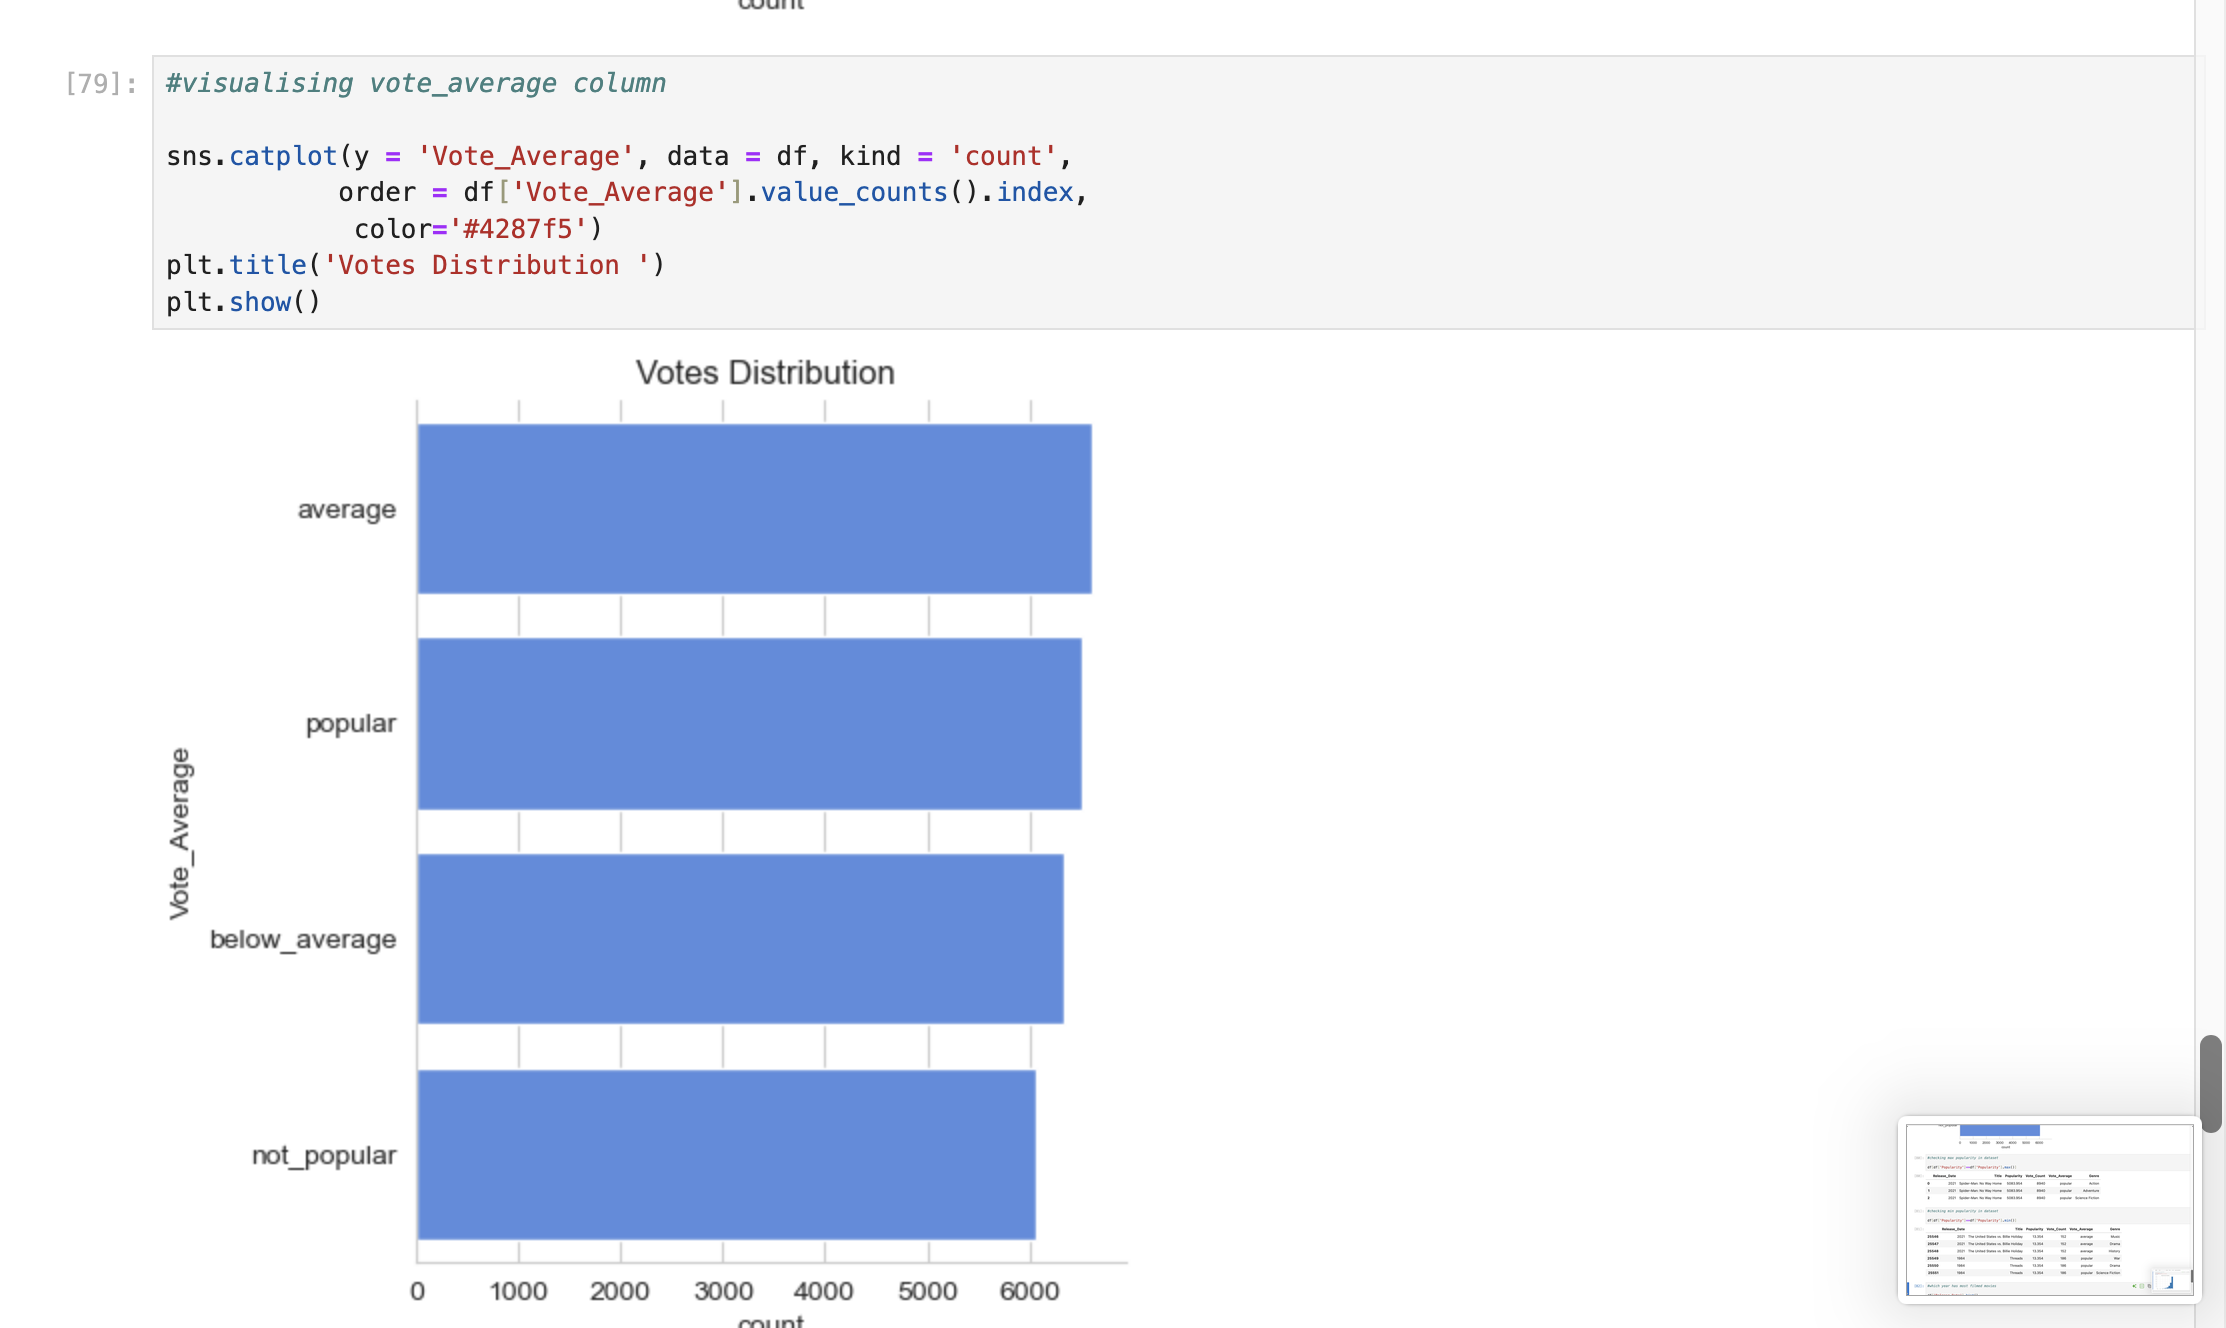 count
[79]:
#visualising vote_average column
sns.catplot(y = 'Vote_Average', data = df, kind = 'count',
order = df['Vote_Average'].value_counts().index,
color='#4287f5')
plt.title('Votes Distribution ')
plt.show()
Votes Distribution
average
popular
Vote_Average
below_average
not_popular
0 1000 2000 3000 4000 5000 6000
count